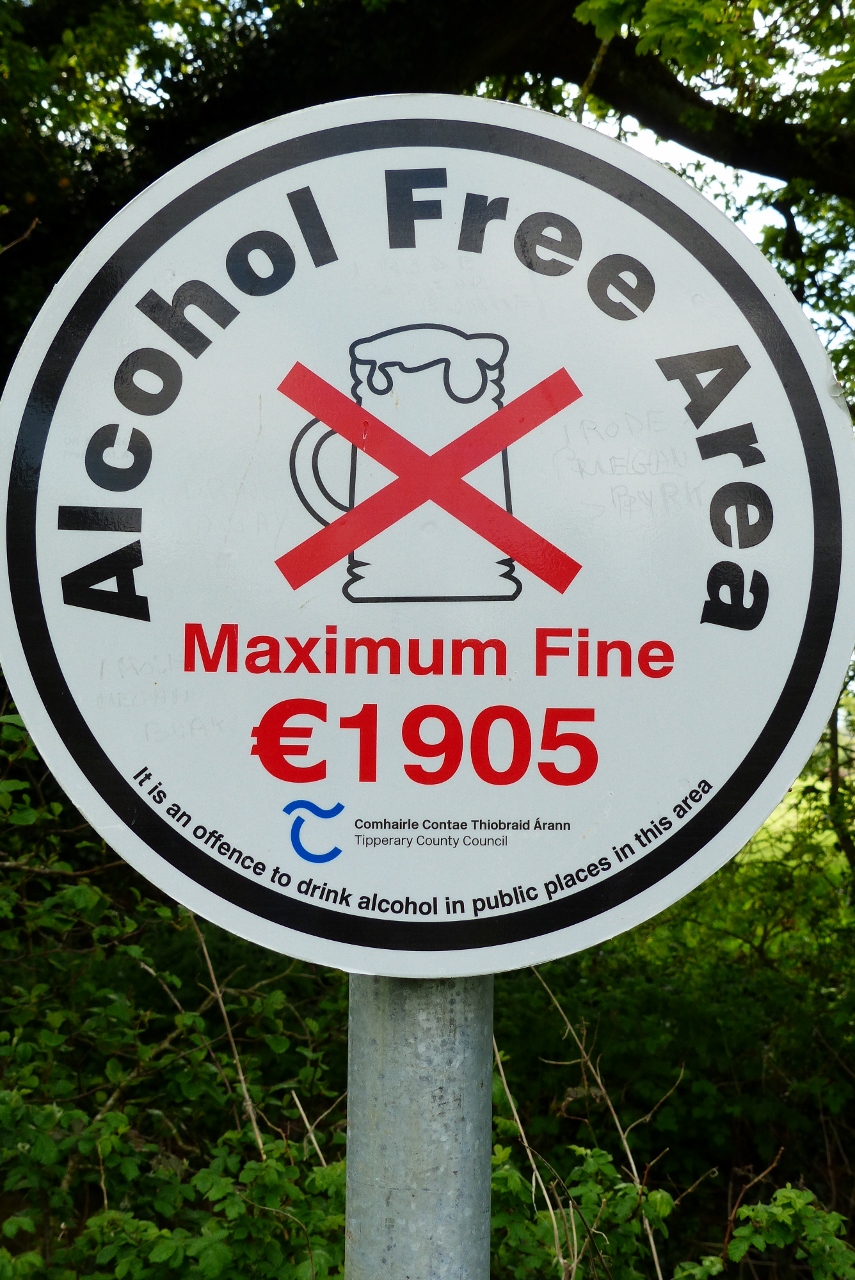 Alcohol Free Area
I RODE
Maximum Fine
€1905
Comhairle Contae Thiobraid Árann
Tipperary County Council
It is an offence to drink alcohol in public places in this area